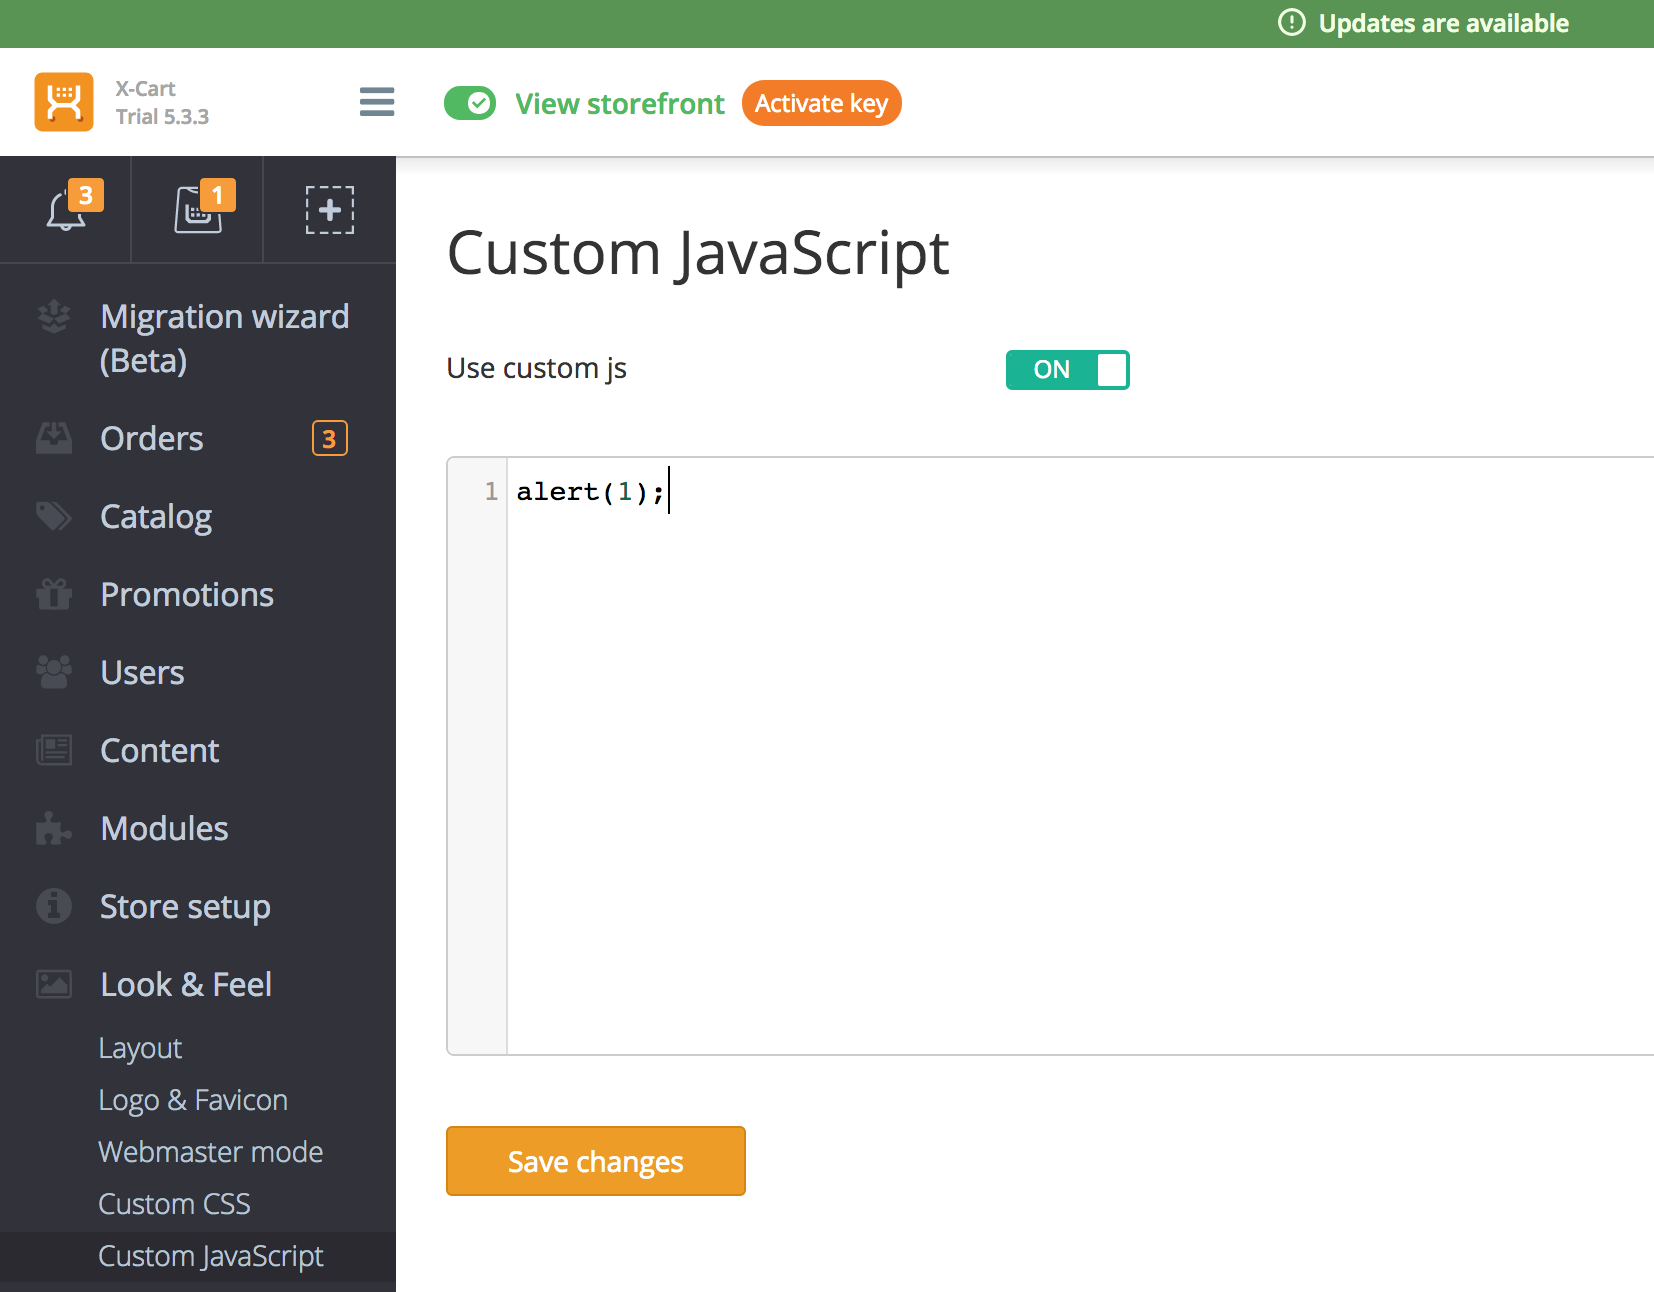 Updates are available
X-Cart
Trial 5.3.3
View storefront
Activate key
3
1
Migration wizard
(Beta)
Orders
3
Catalog
Promotions
Users
Content
Modules
Store setup
Look & Feel
Layout
Logo & Favicon
Webmaster mode
Custom CSS
Custom JavaScript
Custom JavaScript
Use custom js
ON
1 alert(1);
Save changes